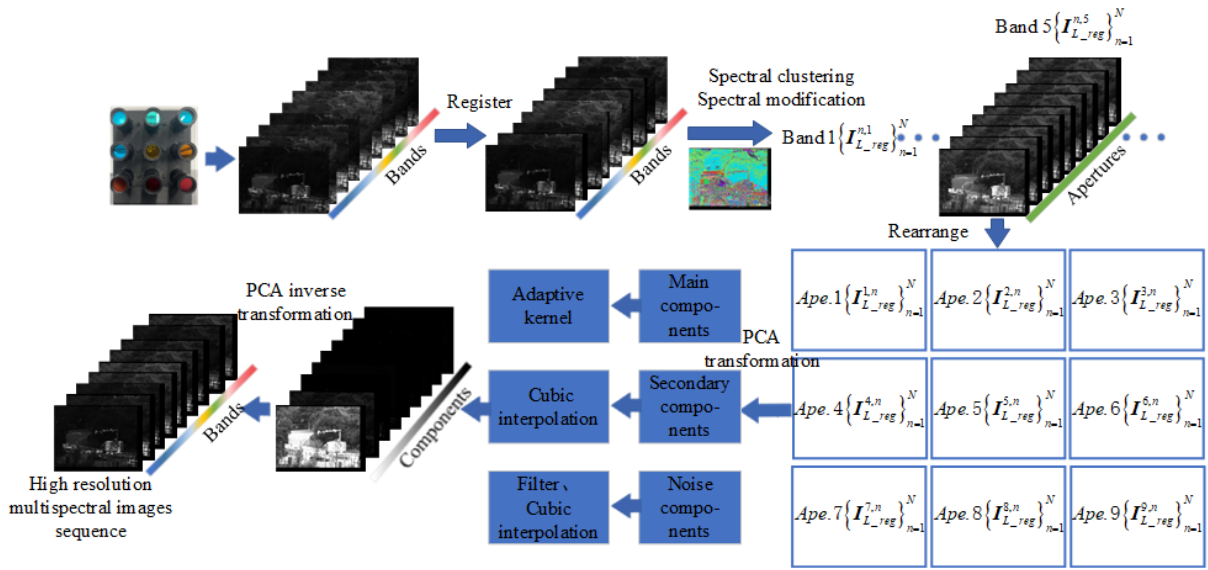 Band 5{I_{L_reg}^{n,5}}_{n=1}^{N}
Spectral clustering
Spectral modification
Register
Band 1{I_{L_reg}^{n,1}}_{n=1}^{N}
Bands
Bands
Apertures
Rearrange
Ape.1{I_{L_reg}^{1,n}}_{n=1}^{N}
Ape.2{I_{L_reg}^{2,n}}_{n=1}^{N}
Ape.3{I_{L_reg}^{3,n}}_{n=1}^{N}
Ape.4{I_{L_reg}^{4,n}}_{n=1}^{N}
Ape.5{I_{L_reg}^{5,n}}_{n=1}^{N}
Ape.6{I_{L_reg}^{6,n}}_{n=1}^{N}
Ape.7{I_{L_reg}^{7,n}}_{n=1}^{N}
Ape.8{I_{L_reg}^{8,n}}_{n=1}^{N}
Ape.9{I_{L_reg}^{9,n}}_{n=1}^{N}
PCA
transformation
Main
compo-
nents
Secondary
compo-
nents
Noise
compo-
nents
Adaptive
kernel
Cubic
interpolation
Filter、
Cubic
interpolation
Components
PCA inverse
transformation
Bands
High resolution
multispectral images
sequence